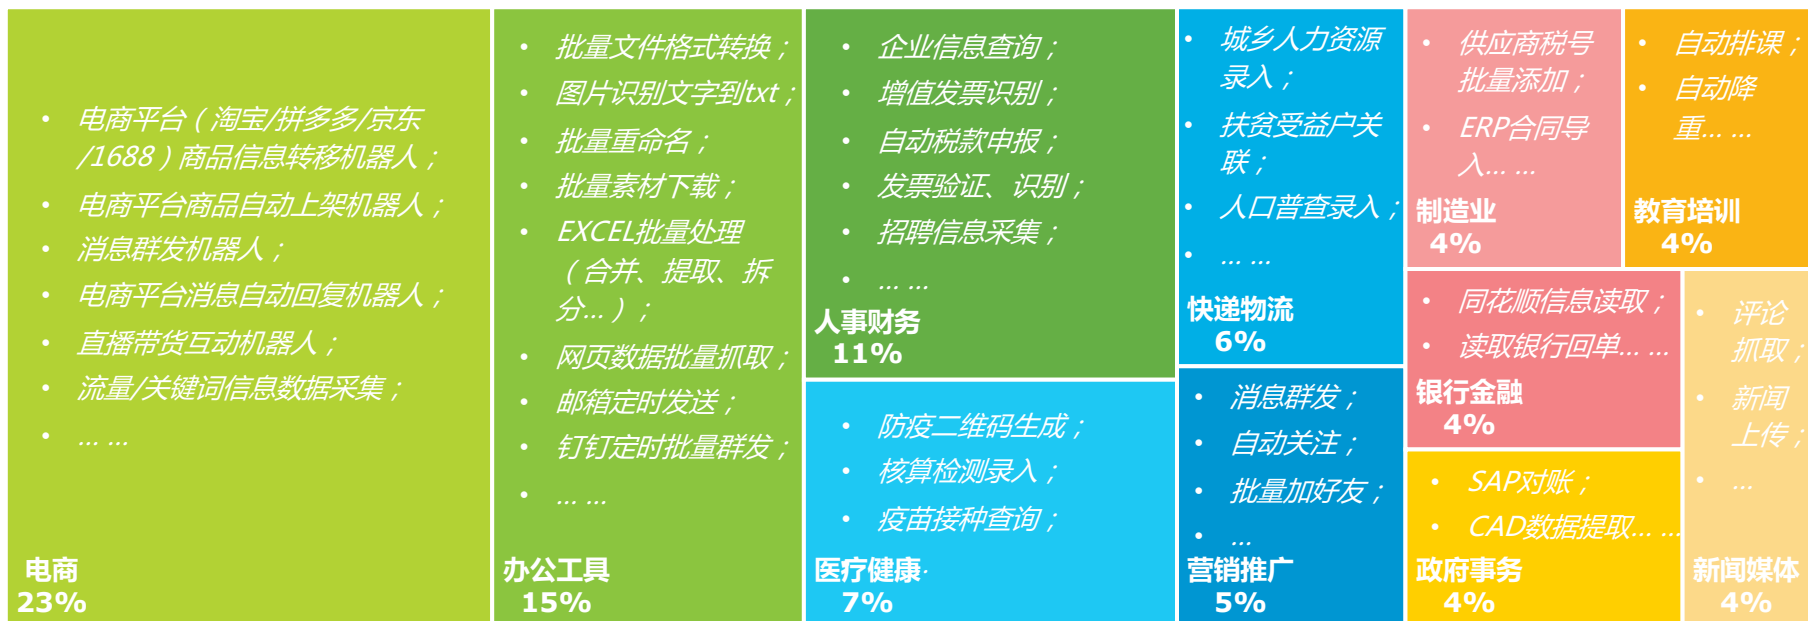 • 电商平台（淘宝/拼多多/京东
/1688）商品信息转移机器人；
• 电商平台商品自动上架机器人；
• 消息群发机器人；
• 电商平台消息自动回复机器人；
• 直播带货互动机器人；
• 流量/关键词信息数据采集；
• … …
电商
23%
• 批量文件格式转换；
• 图片识别文字到txt；
• 批量重命名；
• 批量素材下载；
• EXCEL批量处理
（合并、提取、拆
分…）；
• 网页数据批量抓取；
• 邮箱定时发送；
• 钉钉定时批量群发；
• … …
办公工具
15%
• 企业信息查询；
• 增值发票识别；
• 自动税款申报；
• 发票验证、识别；
• 招聘信息采集；
• … …
人事财务
11%
• 防疫二维码生成；
• 核算检测录入；
• 疫苗接种查询；
医疗健康
7%
• 城乡人力资源
录入；
• 扶贫受益户关
联；
• 人口普查录入；
• … …
快递物流
6%
• 消息群发；
• 自动关注；
• 批量加好友；
• …
营销推广
5%
• 供应商税号
批量添加；
• ERP合同导
入… …
制造业
4%
• 自动排课；
• 自动降
重… …
教育培训
4%
• 同花顺信息读取；
• 读取银行回单… …
银行金融
4%
• SAP对账；
• CAD数据提取… …
政府事务
4%
• 评论
抓取；
• 新闻
上传；
• …
新闻媒体
4%